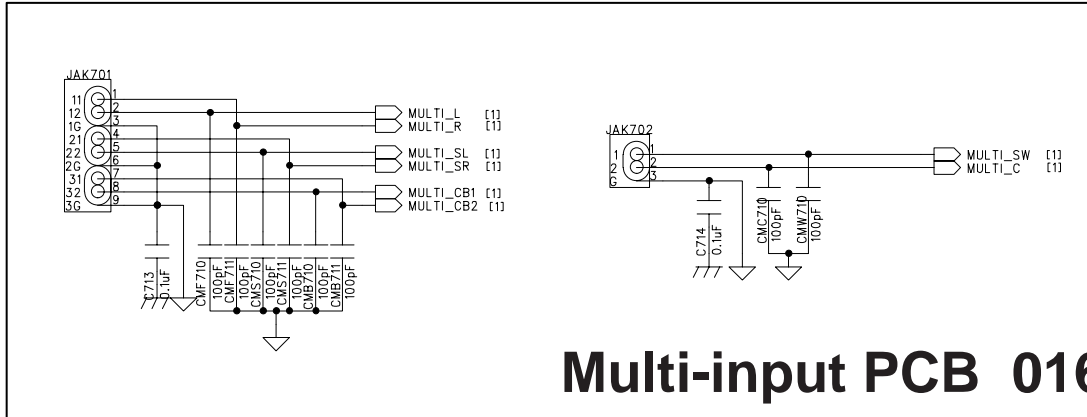 JAK701
11 1
12 2
1G 3
21 4
22 5
2G 6
31 7
32 8
3G 9
MULTI_L [1]
MULTI_R [1]
MULTI_SL [1]
MULTI_SR [1]
MULTI_CB1 [1]
MULTI_CB2 [1]
C713
0.1uF
CMF710
100pF
CMF711
100pF
CMS710
100pF
CMS711
100pF
CMB710
100pF
CMB711
100pF
JAK702
1 1
2 2
G 3
MULTI_SW [1]
MULTI_C [1]
C714
0.1uF
CMC710
100pF
CMW710
100pF
Multi-input PCB 016